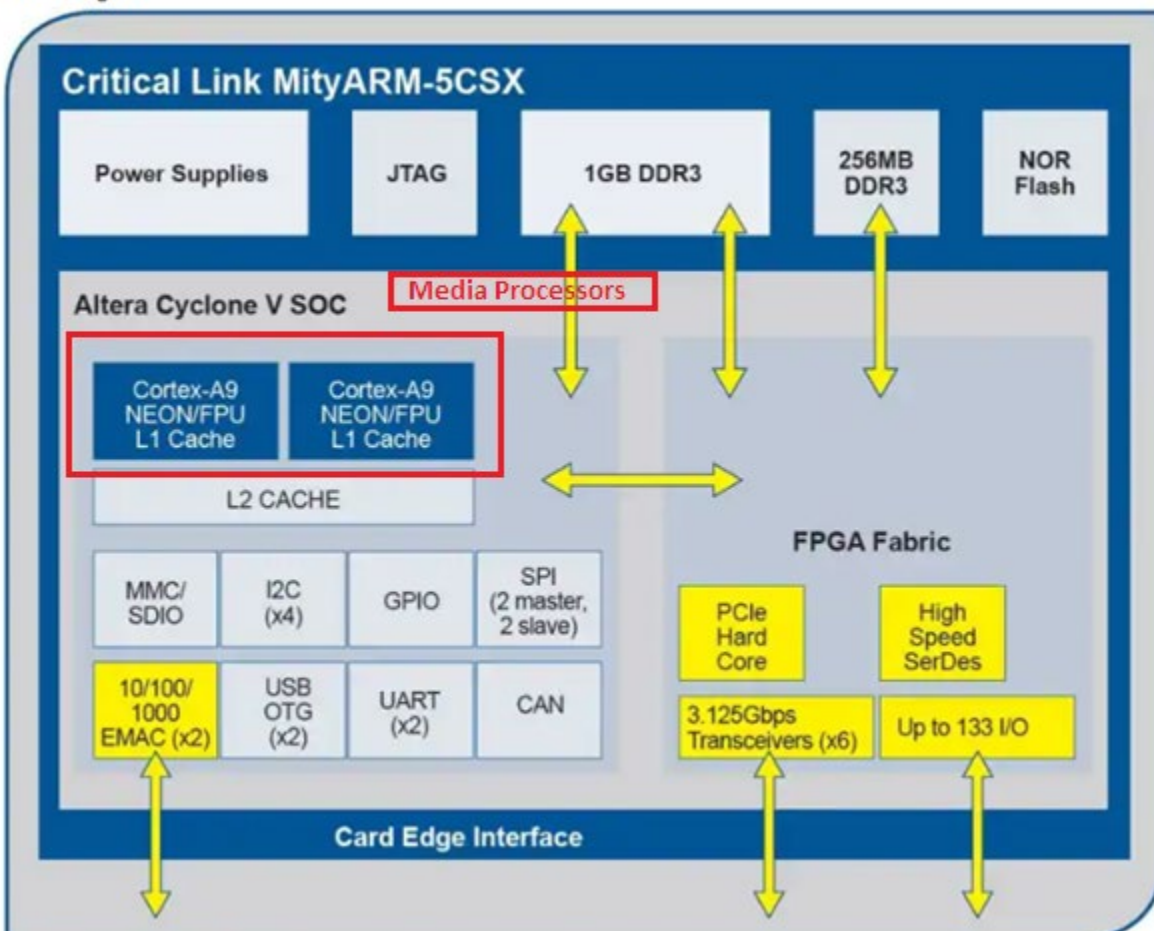 Critical Link MityARM-5CSX
Power Supplies
JTAG
1GB DDR3
256MB
DDR3
NOR
Flash
Altera Cyclone V SOC
Media Processors
Cortex-A9
NEON/FPU
L1 Cache
Cortex-A9
NEON/FPU
L1 Cache
L2 CACHE
MMC/
SDIO
I2C
(x4)
GPIO
SPI
(2 master,
2 slave)
10/100/
1000
EMAC (x2)
USB
OTG
(x2)
UART
(x2)
CAN
FPGA Fabric
PCIe
Hard
Core
High
Speed
SerDes
3.125Gbps
Transceivers (x6)
Up to 133 I/O
Card Edge Interface